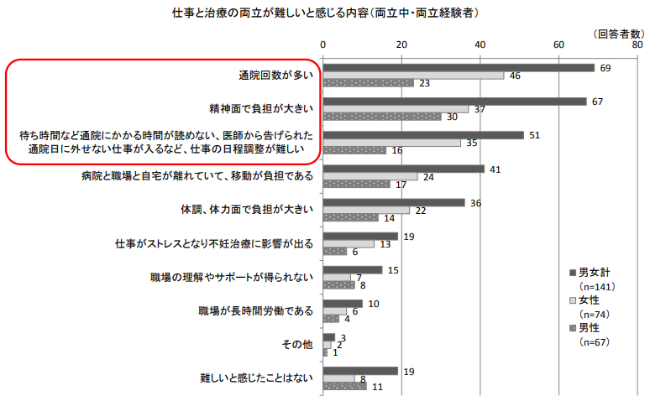 仕事と治療の両立が難しいと感じる内容(両立中・両立経験者)
(回答者数)
0 20 40 60 80
通院回数が多い 69 46 23
精神面で負担が大きい 67 37 30
待ち時間など通院にかかる時間が読めない、医師から告げられた 51
通院日に外せない仕事が入るなど、仕事の日程調整が難しい 35 16
病院と職場と自宅が離れていて、移動が負担である 41 24 17
体調、体力面で負担が大きい 36 22 14
仕事がストレスとなり不妊治療に影響が出る 19 13 6
職場の理解やサポートが得られない 15 7 8
職場が長時間労働である 10 6 4
その他 3 2 1
難しいと感じたことはない 19 8 11
男女計
(n=141)
女性
(n=74)
男性
(n=67)